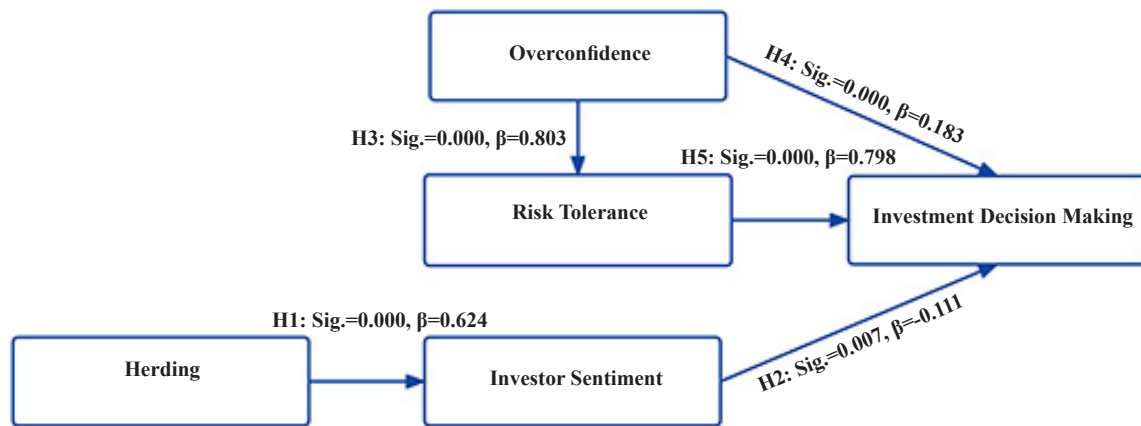 Overconfidence
H4: Sig.=0.000, β=0.183
H3: Sig.=0.000, β=0.803
H5: Sig.=0.000, β=0.798
Risk Tolerance
Investment Decision Making
H1: Sig.=0.000, β=0.624
H2: Sig.=0.007, β=-0.111
Herding
Investor Sentiment